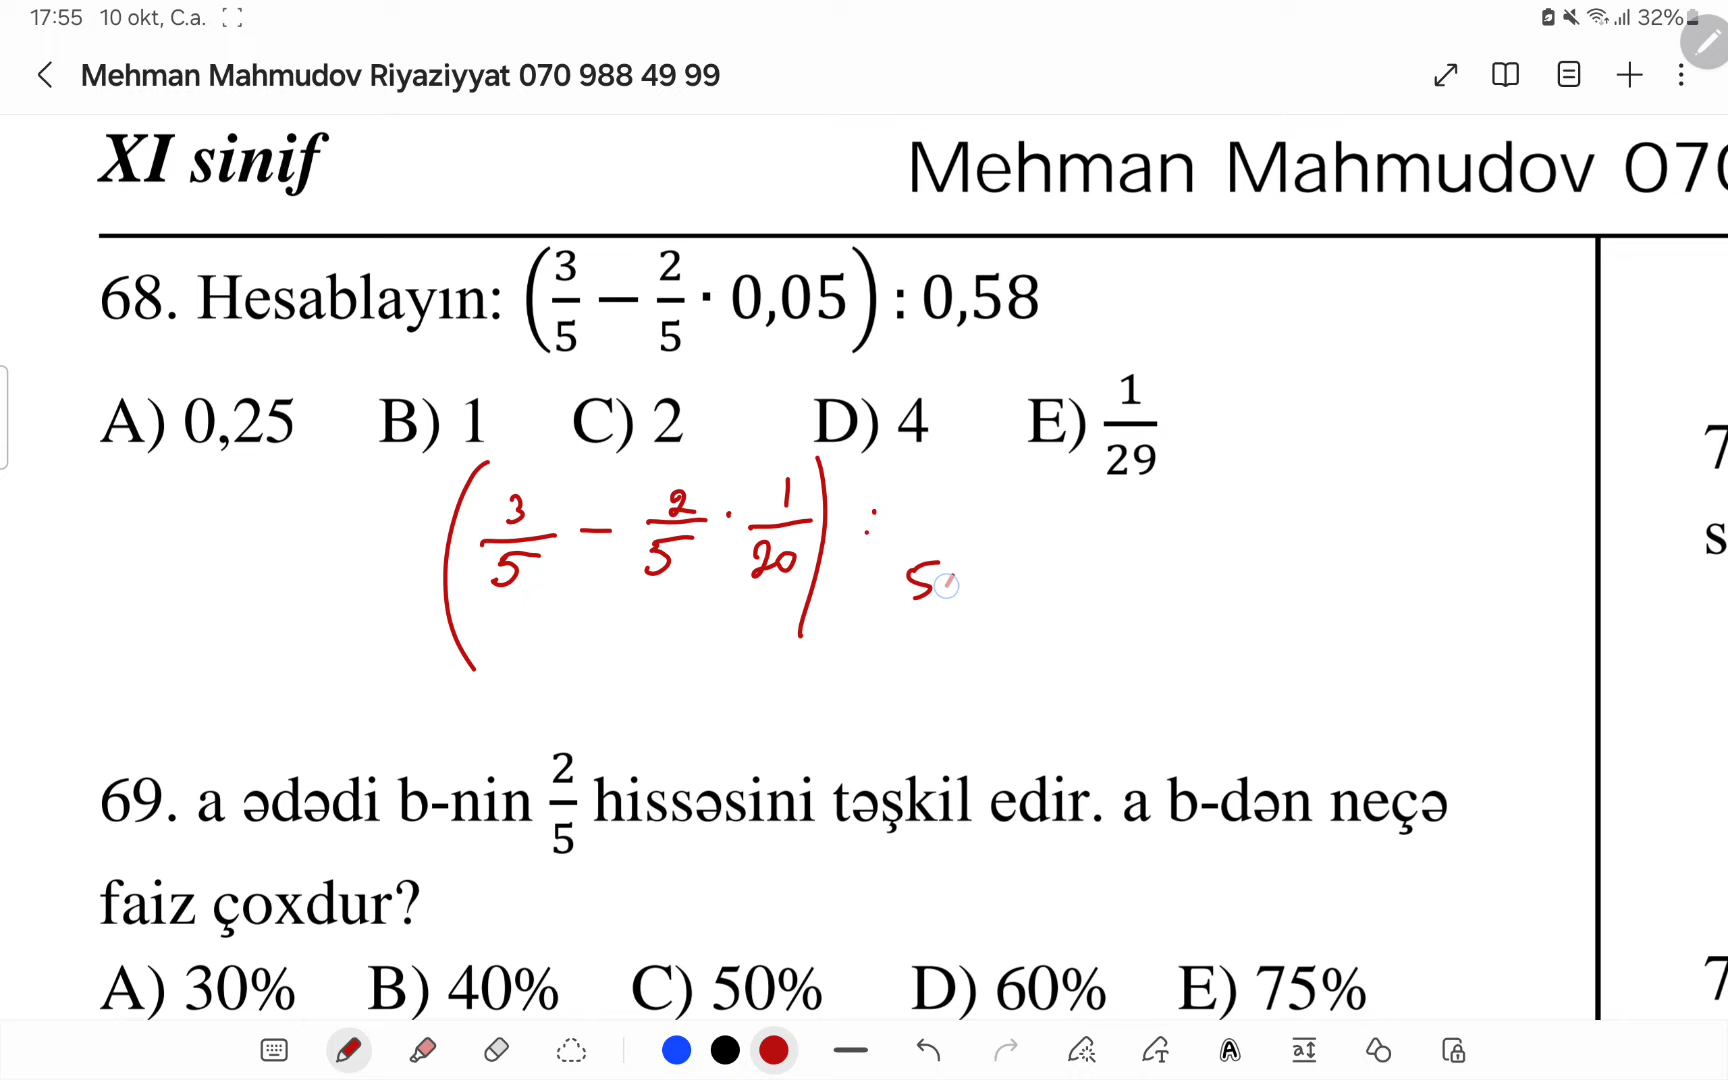 17:55 10 okt, C.a. 32%
Mehman Mahmudov Riyaziyyat 070 988 49 99
XI sinif Mehman Mahmudov 070
68. Hesablayın: (3/5 − 2/5 · 0,05) : 0,58
A) 0,25 B) 1 C) 2 D) 4 E) 1/29
(3/5 − 2/5 · 1/20) : 5
69. a ədədi b-nin 2/5 hissəsini təşkil edir. a b-dən neçə
faiz çoxdur?
A) 30% B) 40% C) 50% D) 60% E) 75%
7
s
7